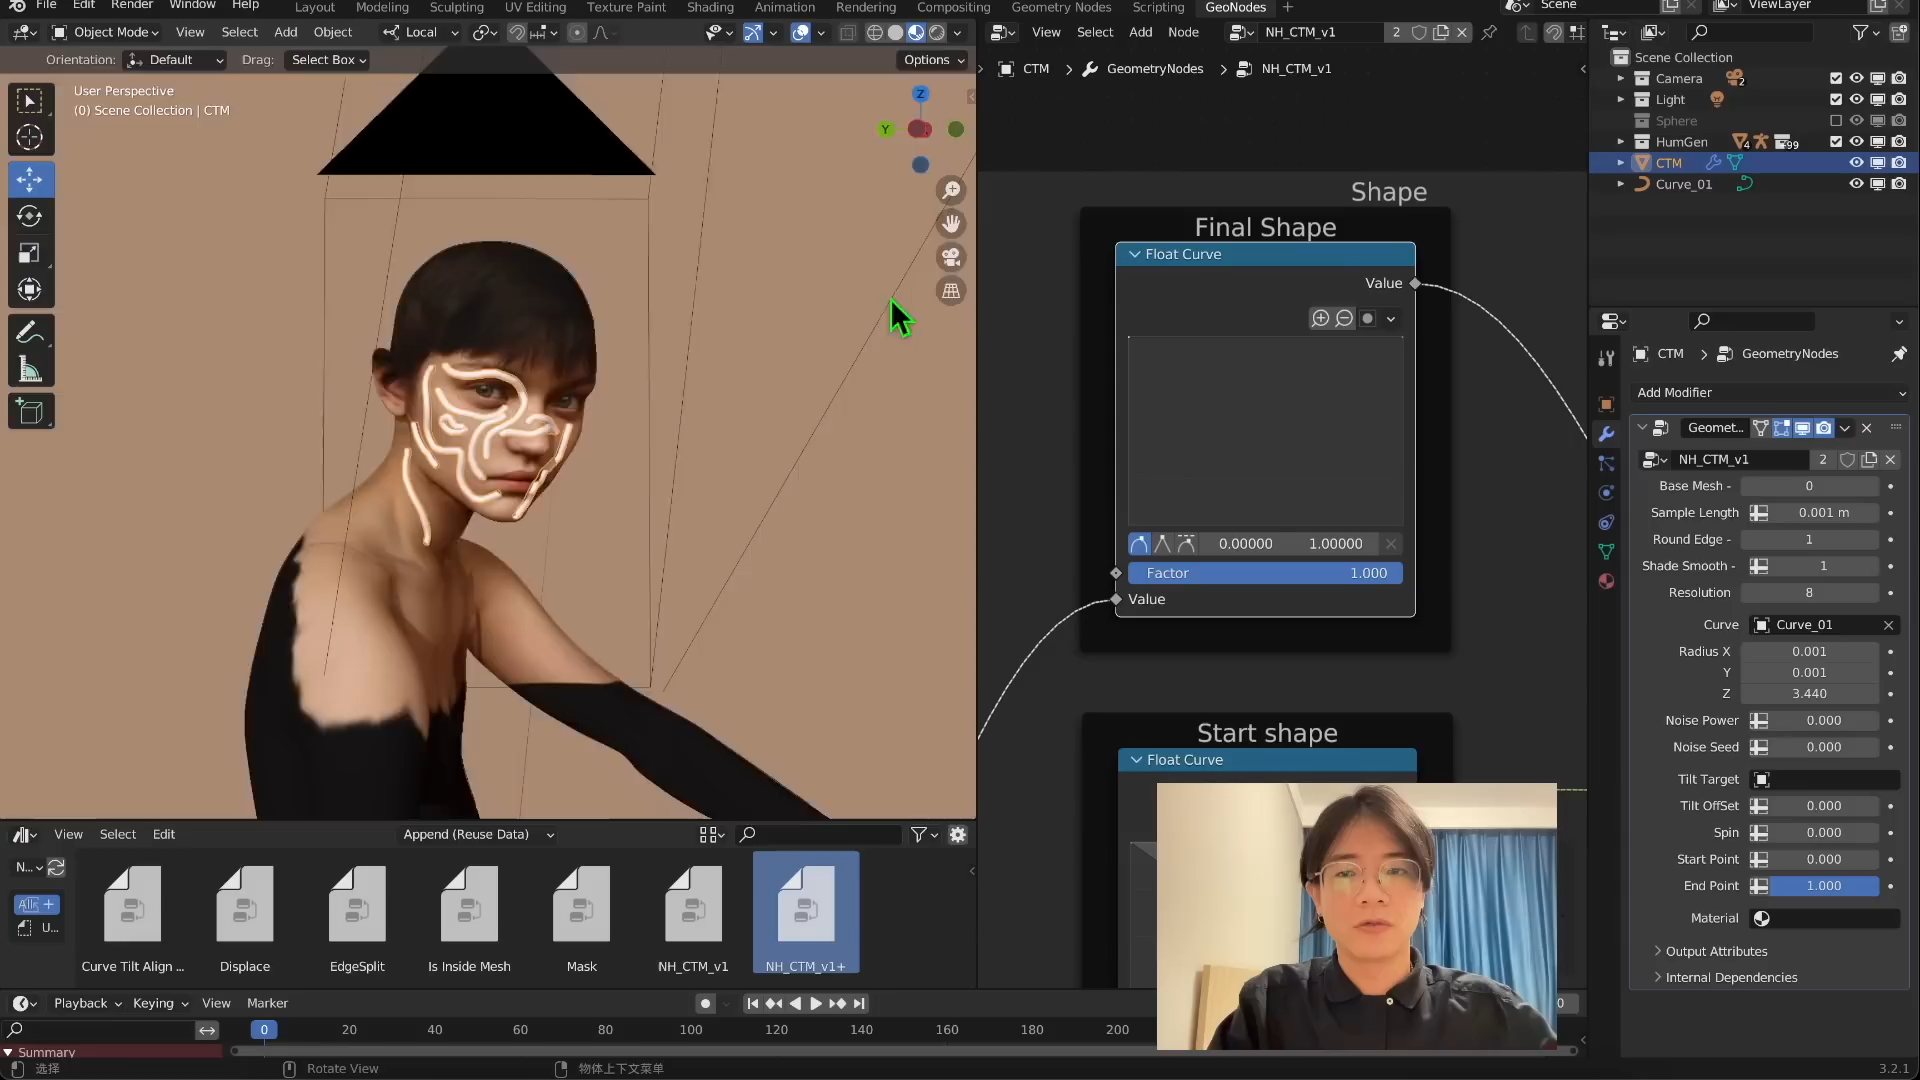 File Edit Render Window Help Layout Modeling Sculpting UV Editing Texture Paint Shading Animation Rendering Compositing Geometry Nodes Scripting GeoNodes + Scene ViewLayer
Object Mode View Select Add Object Local
Orientation: Default Drag: Select Box Options
User Perspective
(0) Scene Collection | CTM
Z
Y
View Select Add Node NH_CTM_v1 2
CTM > GeometryNodes > NH_CTM_v1
Shape
Final Shape
Float Curve
Value
0.00000 1.00000
Factor 1.000
Value
Start shape
Float Curve
Scene Collection
Camera 2
Light
Sphere
HumGen 4 99
CTM
Curve_01
CTM > GeometryNodes
Add Modifier
Geomet...
NH_CTM_v1 2
Base Mesh - 0
Sample Length 0.001 m
Round Edge - 1
Shade Smooth - 1
Resolution 8
Curve Curve_01
Radius X 0.001
Y 0.001
Z 3.440
Noise Power 0.000
Noise Seed 0.000
Tilt Target
Tilt OffSet 0.000
Spin 0.000
Start Point 0.000
End Point 1.000
Material
Output Attributes
Internal Dependencies
View Select Edit Append (Reuse Data)
N...
All
U...
Curve Tilt Align ... Displace EdgeSplit Is Inside Mesh Mask NH_CTM_v1 NH_CTM_v1+
Playback Keying View Marker 0
0 20 40 60 80 100 120 140 160 180 200
Summary
选择 Rotate View 物体上下文菜单 3.2.1